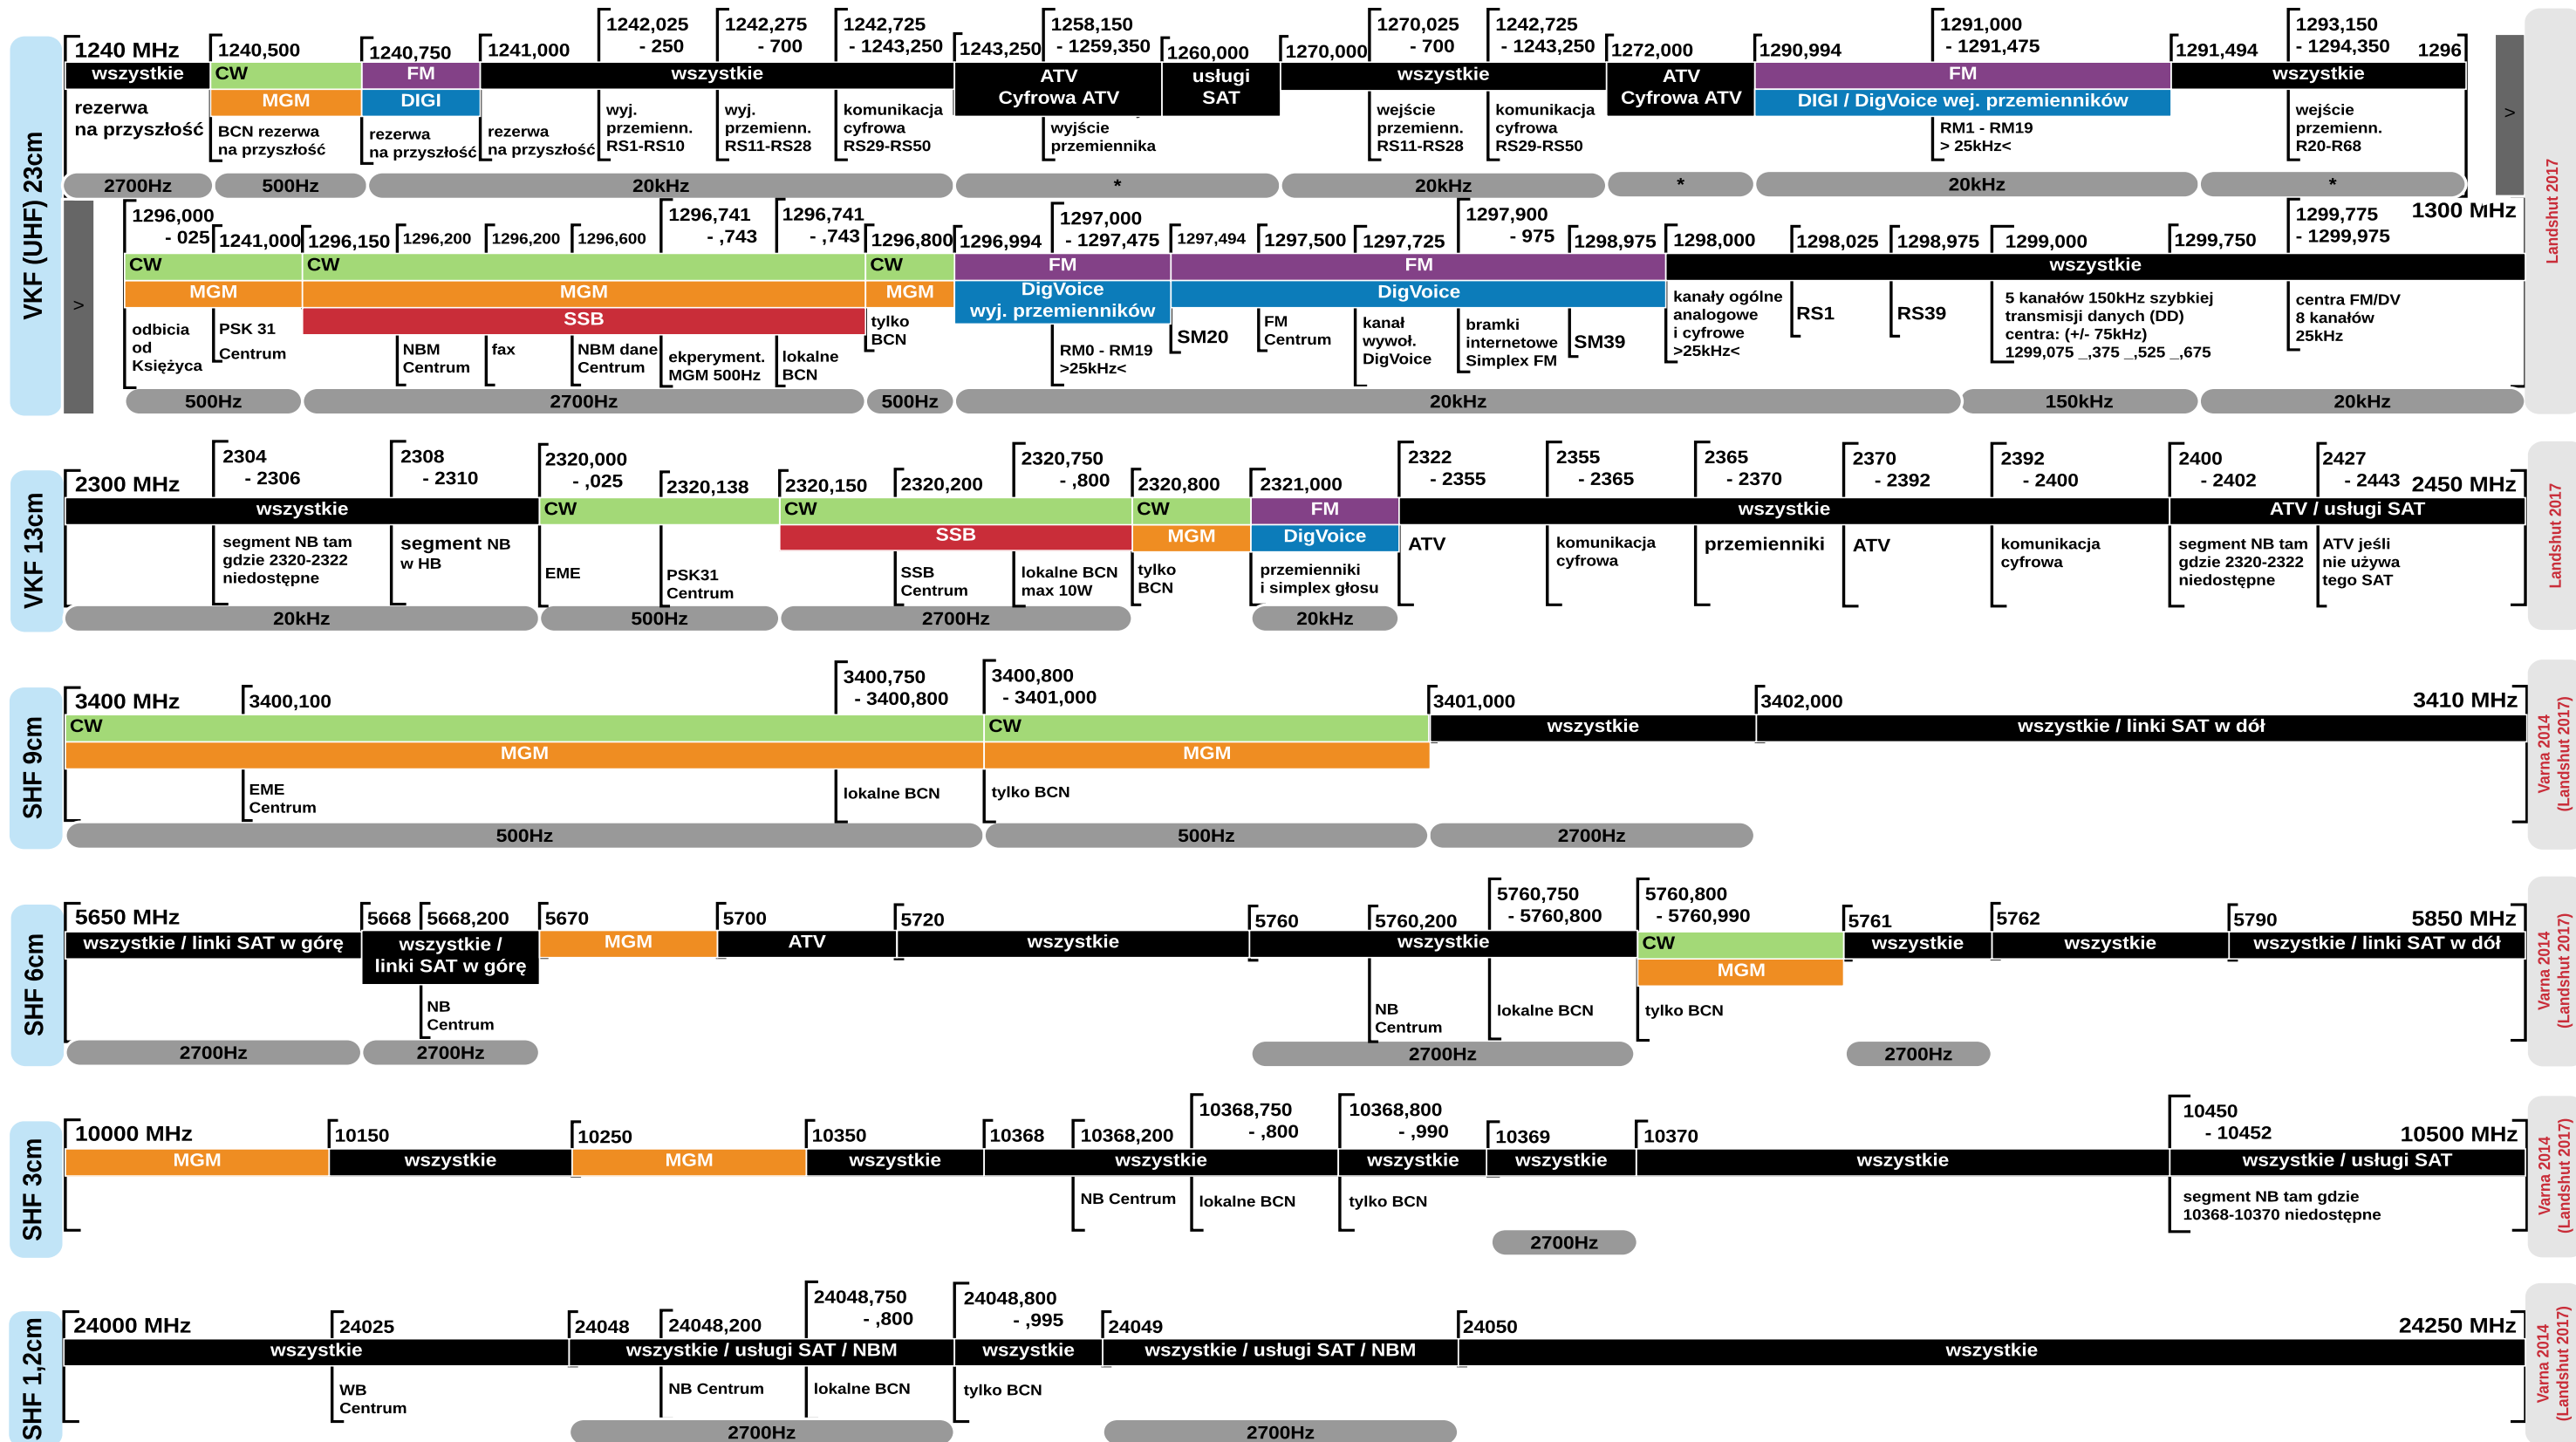 VKF (UHF) 23cm
1240 MHz
1240,500
1240,750
1241,000
1242,025
- 250
1242,275
- 700
1242,725
- 1243,250
1243,250
1258,150
- 1259,350
1260,000
1270,000
1270,025
- 700
1242,725
- 1243,250
1272,000
1290,994
1291,000
- 1291,475
1291,494
1293,150
- 1294,350
1296
wszystkie
CW
MGM
FM
DIGI
wszystkie
ATV
Cyfrowa ATV
usługi
SAT
wszystkie
ATV
Cyfrowa ATV
FM
DIGI / DigVoice wej. przemienników
wszystkie
rezerwa
na przyszłość
BCN rezerwa
na przyszłość
rezerwa
na przyszłość
rezerwa
na przyszłość
wyj.
przemienn.
RS1-RS10
wyj.
przemienn.
RS11-RS28
komunikacja
cyfrowa
RS29-RS50
wyjście
przemiennika
wejście
przemienn.
RS11-RS28
komunikacja
cyfrowa
RS29-RS50
RM1 - RM19
> 25kHz<
wejście
przemienn.
R20-R68
>
2700Hz
500Hz
20kHz
*
20kHz
*
20kHz
*
Landshut 2017
>
1296,000
- 025
1241,000
1296,150
1296,200
1296,200
1296,600
1296,741
- ,743
1296,741
- ,743
1296,800
1296,994
1297,000
- 1297,475
1297,494
1297,500
1297,725
1297,900
- 975
1298,975
1298,000
1298,025
1298,975
1299,000
1299,750
1299,775
- 1299,975
1300 MHz
CW
MGM
CW
MGM
SSB
CW
MGM
FM
DigVoice
wyj. przemienników
FM
DigVoice
wszystkie
odbicia
od
Księżyca
PSK 31
Centrum
NBM
Centrum
fax
NBM dane
Centrum
ekperyment.
MGM 500Hz
lokalne
BCN
tylko
BCN
RM0 - RM19
>25kHz<
SM20
FM
Centrum
kanał
wywoł.
DigVoice
bramki
internetowe
Simplex FM
SM39
kanały ogólne
analogowe
i cyfrowe
>25kHz<
RS1
RS39
5 kanałów 150kHz szybkiej
transmisji danych (DD)
centra: (+/- 75kHz)
1299,075 _,375 _,525 _,675
centra FM/DV
8 kanałów
25kHz
500Hz
2700Hz
500Hz
20kHz
150kHz
20kHz
VKF 13cm
2300 MHz
2304
- 2306
2308
- 2310
2320,000
- ,025
2320,138
2320,150
2320,200
2320,750
- ,800
2320,800
2321,000
2322
- 2355
2355
- 2365
2365
- 2370
2370
- 2392
2392
- 2400
2400
- 2402
2427
- 2443
2450 MHz
wszystkie
CW
CW
SSB
CW
MGM
FM
DigVoice
wszystkie
ATV / usługi SAT
segment NB tam
gdzie 2320-2322
niedostępne
segment NB
w HB
EME
PSK31
Centrum
SSB
Centrum
lokalne BCN
max 10W
tylko
BCN
przemienniki
i simplex głosu
ATV
komunikacja
cyfrowa
przemienniki
ATV
komunikacja
cyfrowa
segment NB tam
gdzie 2320-2322
niedostępne
ATV jeśli
nie używa
tego SAT
20kHz
500Hz
2700Hz
20kHz
Landshut 2017
SHF 9cm
3400 MHz
3400,100
3400,750
- 3400,800
3400,800
- 3401,000
3401,000
3402,000
3410 MHz
CW
MGM
CW
MGM
wszystkie
wszystkie / linki SAT w dół
EME
Centrum
lokalne BCN
tylko BCN
500Hz
500Hz
2700Hz
Varna 2014
(Landshut 2017)
SHF 6cm
5650 MHz
5668
5668,200
5670
5700
5720
5760
5760,200
5760,750
- 5760,800
5760,800
- 5760,990
5761
5762
5790
5850 MHz
wszystkie / linki SAT w górę
wszystkie /
linki SAT w górę
MGM
ATV
wszystkie
wszystkie
CW
MGM
wszystkie
wszystkie
wszystkie / linki SAT w dół
NB
Centrum
NB
Centrum
lokalne BCN
tylko BCN
2700Hz
2700Hz
2700Hz
2700Hz
Varna 2014
(Landshut 2017)
SHF 3cm
10000 MHz
10150
10250
10350
10368
10368,200
10368,750
- ,800
10368,800
- ,990
10369
10370
10450
- 10452
10500 MHz
MGM
wszystkie
MGM
wszystkie
wszystkie
wszystkie
wszystkie
wszystkie
wszystkie / usługi SAT
NB Centrum
lokalne BCN
tylko BCN
segment NB tam gdzie
10368-10370 niedostępne
2700Hz
Varna 2014
(Landshut 2017)
SHF 1,2cm
24000 MHz
24025
24048
24048,200
24048,750
- ,800
24048,800
- ,995
24049
24050
24250 MHz
wszystkie
wszystkie / usługi SAT / NBM
wszystkie
wszystkie / usługi SAT / NBM
wszystkie
WB
Centrum
NB Centrum
lokalne BCN
tylko BCN
2700Hz
2700Hz
Varna 2014
(Landshut 2017)